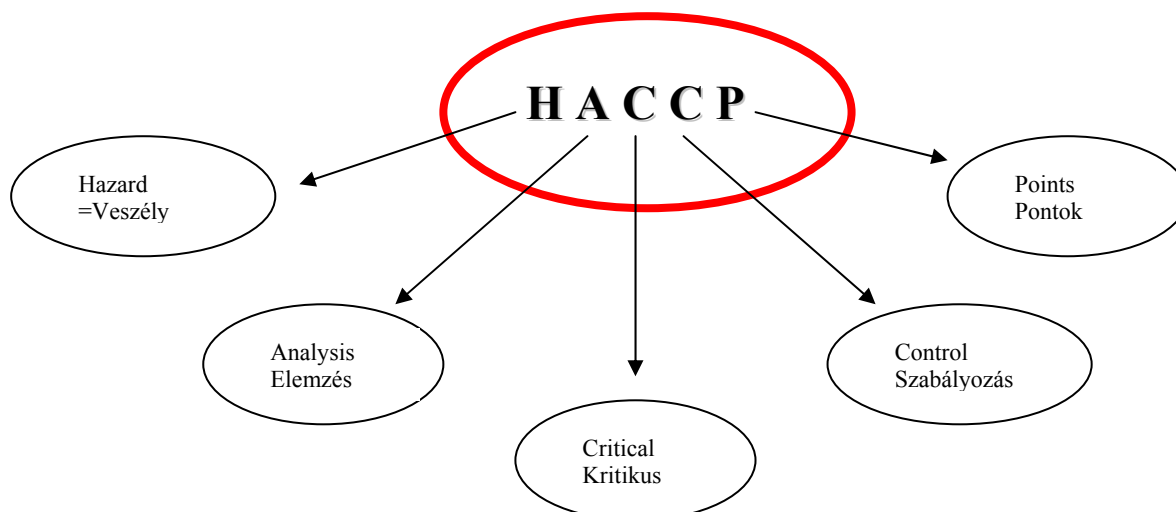 H A C C P
Hazard
=Veszély
Analysis
Elemzés
Critical
Kritikus
Control
Szabályozás
Points
Pontok